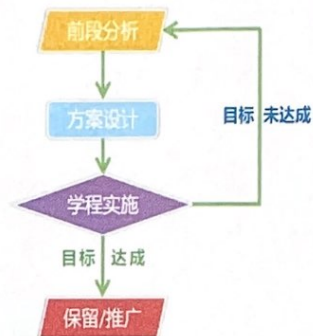 前段分析
方案设计
目标 未达成
学程实施
目标 达成
保留/推广